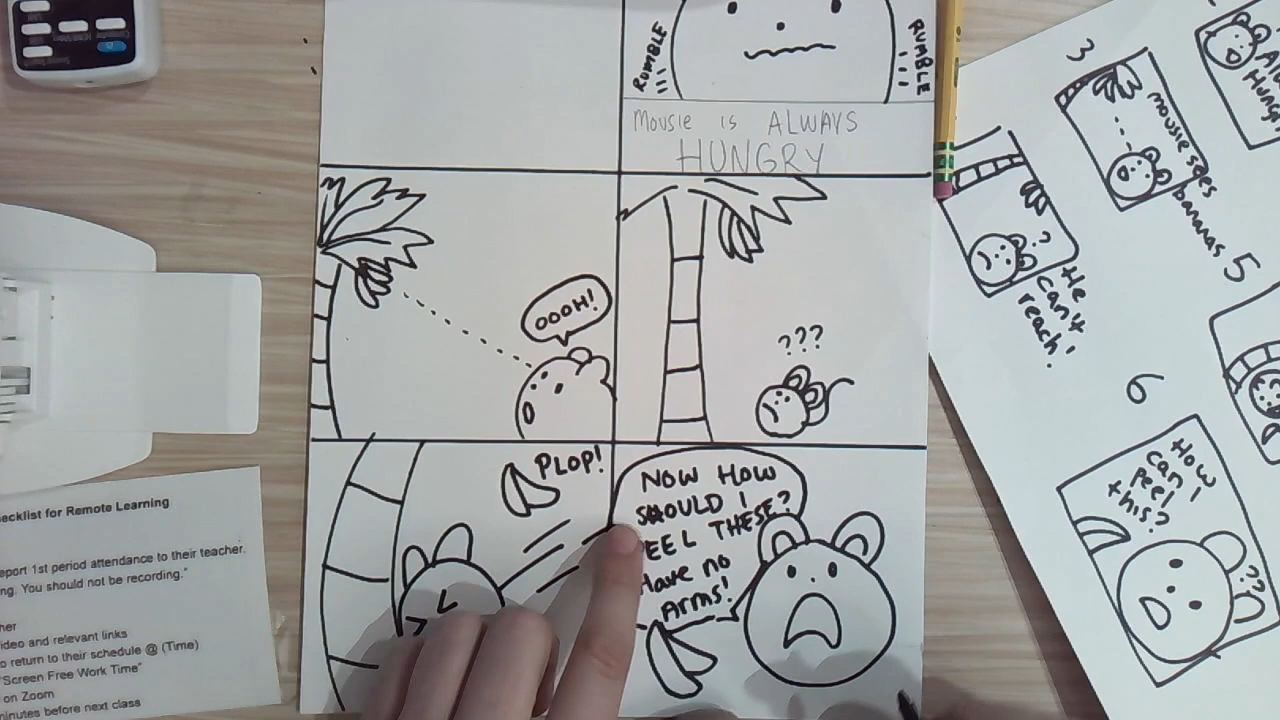 RUMBLE
RUMBLE
Mousie is ALWAYS
HUNGRY
OOOH!
???
PLOP!
NOW HOW
SHOULD I
EEL THESE?
Have no
Arms!
3
mousie sees
bananas
?
He
can't
reach!
5
6
How
can I
peel
this?
??
Hungry
ecklist for Remote Learning
eport 1st period attendance to their teacher.
ng. You should not be recording."
her
ideo and relevant links
o return to their schedule @ (Time)
"Screen Free Work Time"
on Zoom
minutes before next class